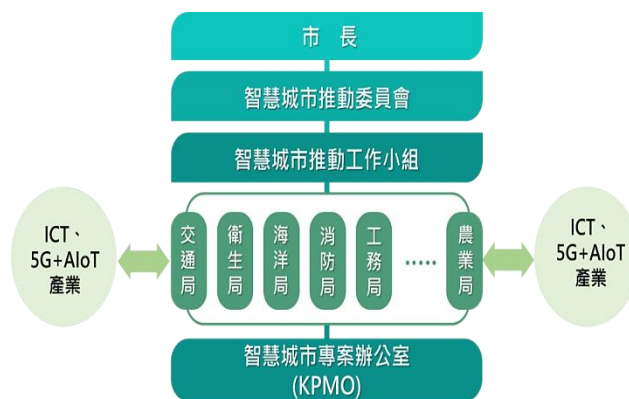 市 長
智慧城市推動委員會
智慧城市推動工作小組
ICT、
5G+AIoT
產業
交通局
衛生局
海洋局
消防局
工務局
.....
農業局
ICT、
5G+AIoT
產業
智慧城市專案辦公室
(KPMO)